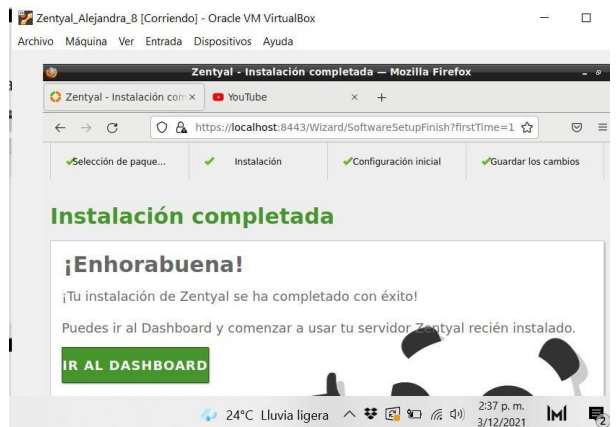 Zentyal_Alejandra_8 [Corriendo] - Oracle VM VirtualBox
Archivo Máquina Ver Entrada Dispositivos Ayuda
Zentyal - Instalación completada — Mozilla Firefox
Zentyal - Instalación com YouTube
https://localhost:8443/Wizard/SoftwareSetupFinish?firstTime=1
Selección de paque... Instalación Configuración inicial Guardar los cambios
Instalación completada
¡Enhorabuena!
¡Tu instalación de Zentyal se ha completado con éxito!
Puedes ir al Dashboard y comenzar a usar tu servidor Zentyal recién instalado.
IR AL DASHBOARD
24°C Lluvia ligera 2:37 p. m.
3/12/2021
2